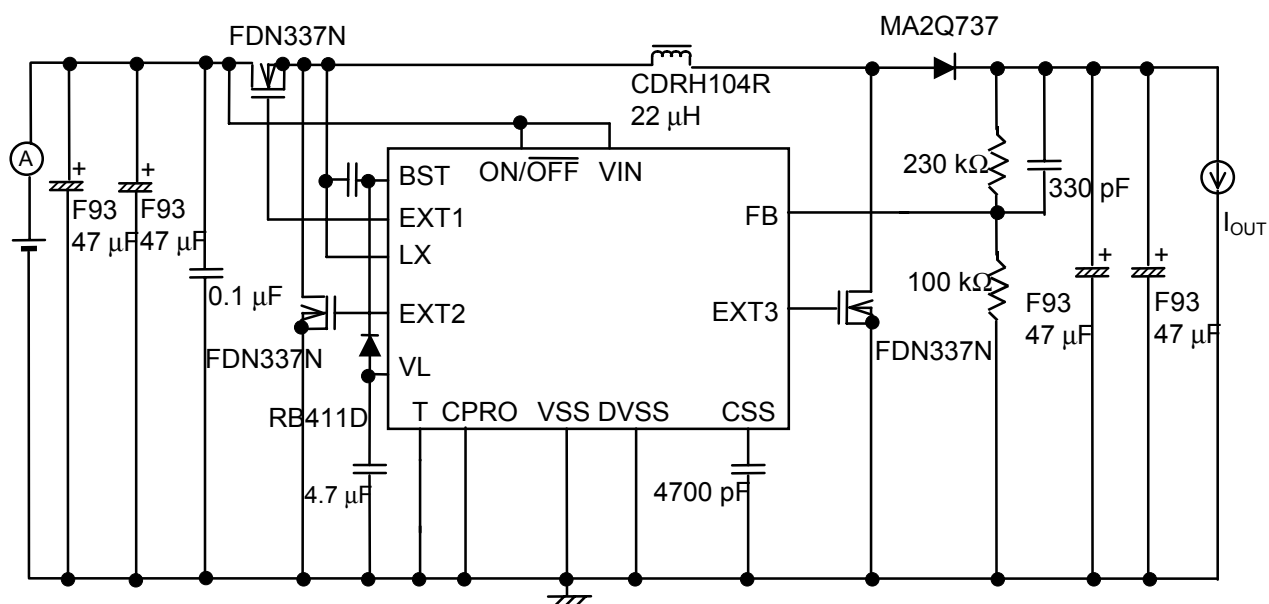 FDN337N
MA2Q737
CDRH104R
22 μH
A
+
F93
47 μF
+
F93
47 μF
0.1 μF
BST
ON/OFF
VIN
EXT1
LX
EXT2
VL
T
CPRO
VSS
DVSS
CSS
FB
EXT3
230 kΩ
330 pF
100 kΩ
+
F93
47 μF
+
F93
47 μF
IOUT
FDN337N
FDN337N
RB411D
4.7 μF
4700 pF